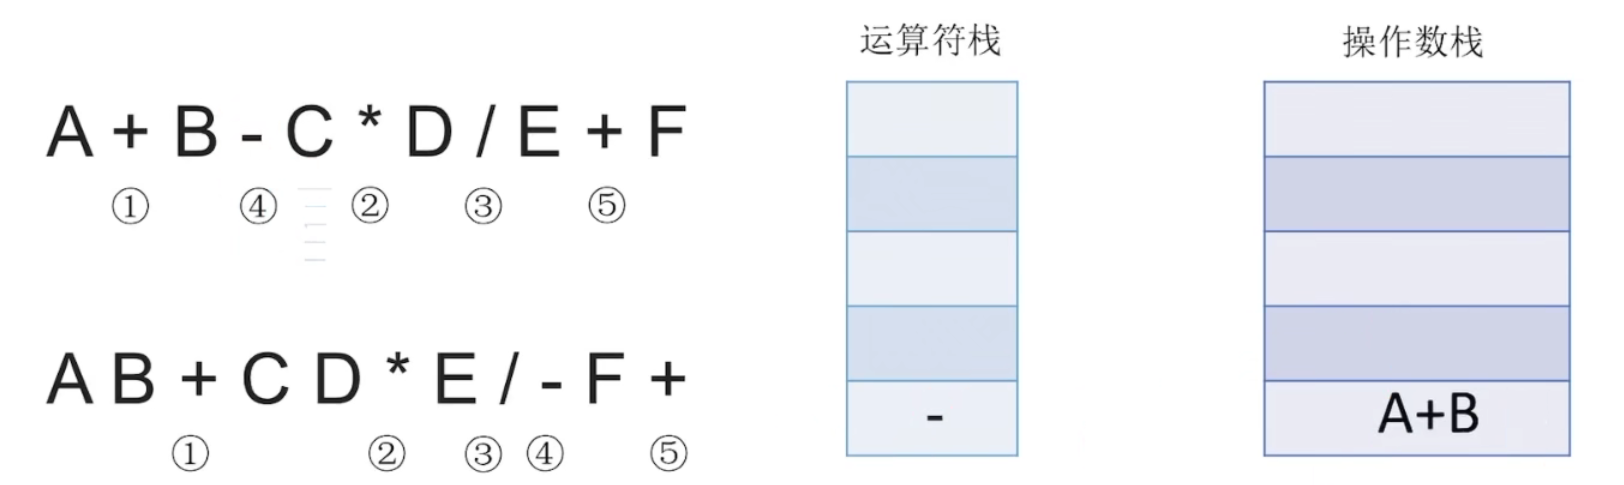 A + B - C * D / E + F
① ④ ② ③ ⑤
A B + C D * E / - F +
① ② ③ ④ ⑤
运算符栈
-
操作数栈
A+B